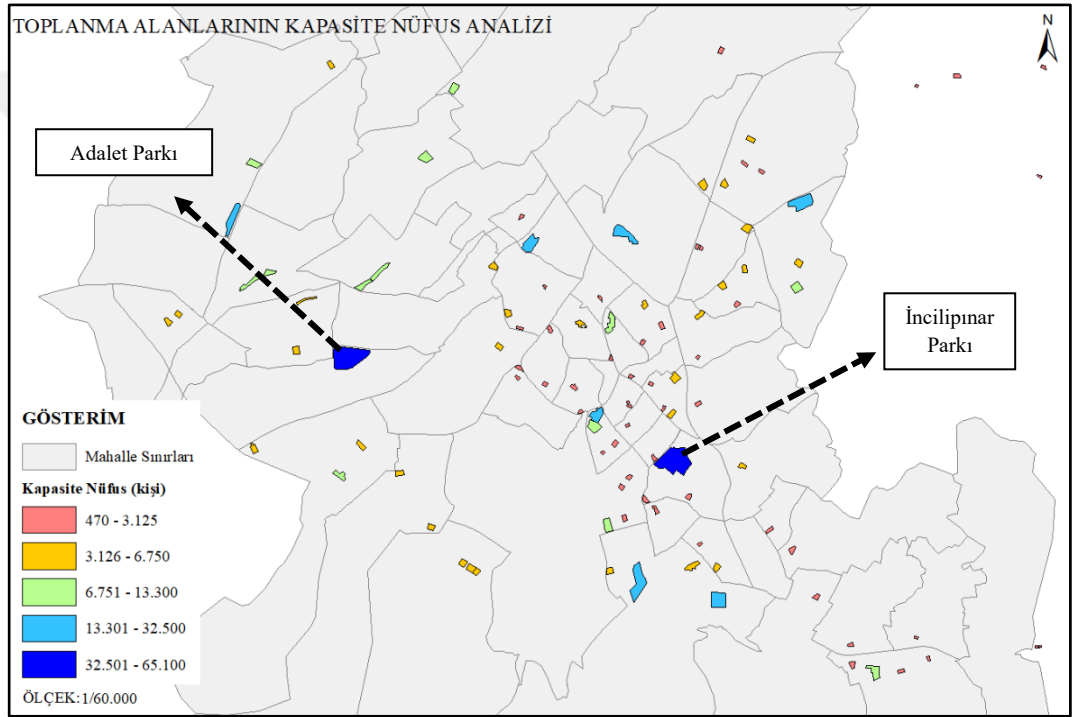 TOPLANMA ALANLARININ KAPASİTE NÜFUS ANALİZİ
N
Adalet Parkı
İncilipınar
Parkı
GÖSTERİM
Mahalle Sınırları
Kapasite Nüfus (kişi)
470 - 3.125
3.126 - 6.750
6.751 - 13.300
13.301 - 32.500
32.501 - 65.100
ÖLÇEK:1/60.000